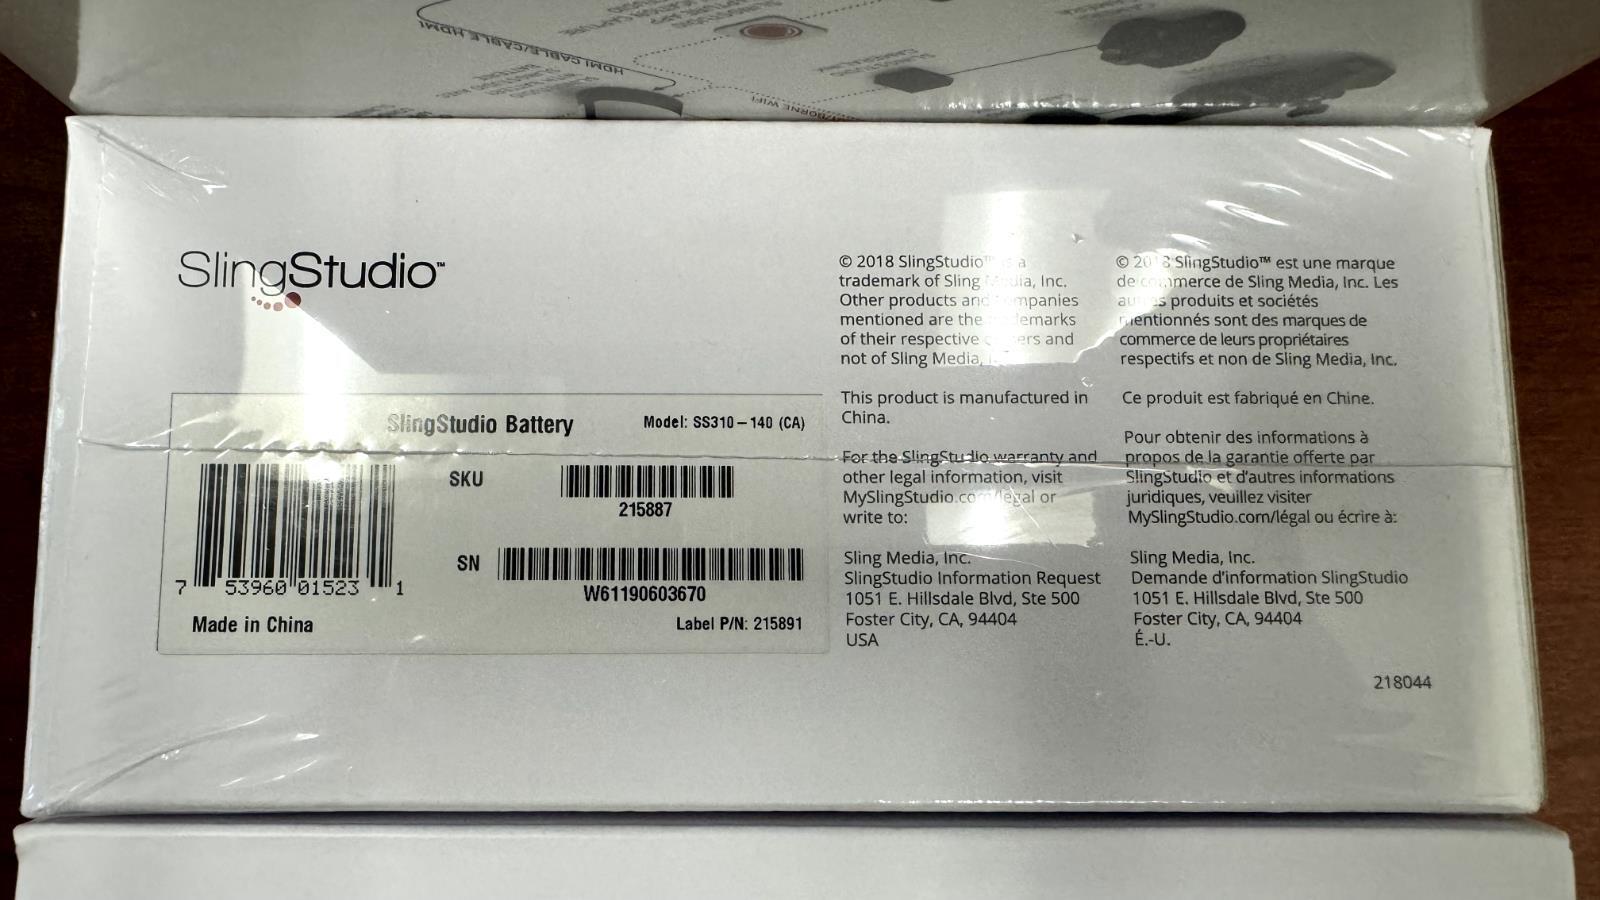 HDMI CABLE/CABLE HDMI
SlingStudio™
SlingStudio Battery
Model: SS310-140 (CA)
SKU
215887
SN
W61190603670
7 53960 01523 1
Made in China
Label P/N: 215891
© 2018 SlingStudio™ is a
trademark of Sling Media, Inc.
Other products and companies
mentioned are the trademarks
of their respective owners and
not of Sling Media,
This product is manufactured in
China.
For the SlingStudio warranty and
other legal information, visit
MySlingStudio.com/legal or
write to:
Sling Media, Inc.
SlingStudio Information Request
1051 E. Hillsdale Blvd, Ste 500
Foster City, CA, 94404
USA
© 2018 SlingStudio™ est une marque
de commerce de Sling Media, Inc. Les
autres produits et sociétés
mentionnés sont des marques de
commerce de leurs propriétaires
respectifs et non de Sling Media, Inc.
Ce produit est fabriqué en Chine.
Pour obtenir des informations à
propos de la garantie offerte par
SlingStudio et d'autres informations
juridiques, veuillez visiter
MySlingStudio.com/légal ou écrire à:
Sling Media, Inc.
Demande d'information SlingStudio
1051 E. Hillsdale Blvd, Ste 500
Foster City, CA, 94404
É.-U.
218044